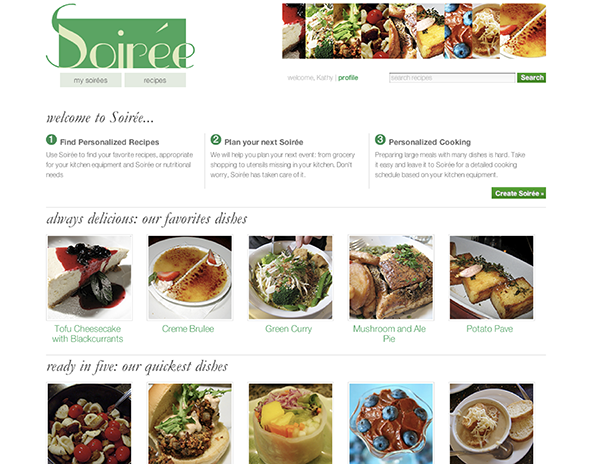 Soirée
my soirées
recipes
welcome, Kathy | profile
search recipes
Search
welcome to Soirée...
1 Find Personalized Recipes
Use Soirée to find your favorite recipes, appropriate
for your kitchen equipment and Soirée or nutritional
needs
2 Plan your next Soirée
We will help you plan your next event: from grocery
shopping to utensils missing in your kitchen. Don't
worry, Soirée has taken care of it.
3 Personalized Cooking
Preparing large meals with many dishes is hard. Take
it easy and leave it to Soirée for a detailed cooking
schedule based on your kitchen equipment.
Create Soirée »
always delicious: our favorites dishes
Tofu Cheesecake
with Blackcurrants
Creme Brulee
Green Curry
Mushroom and Ale
Pie
Potato Pave
ready in five: our quickest dishes